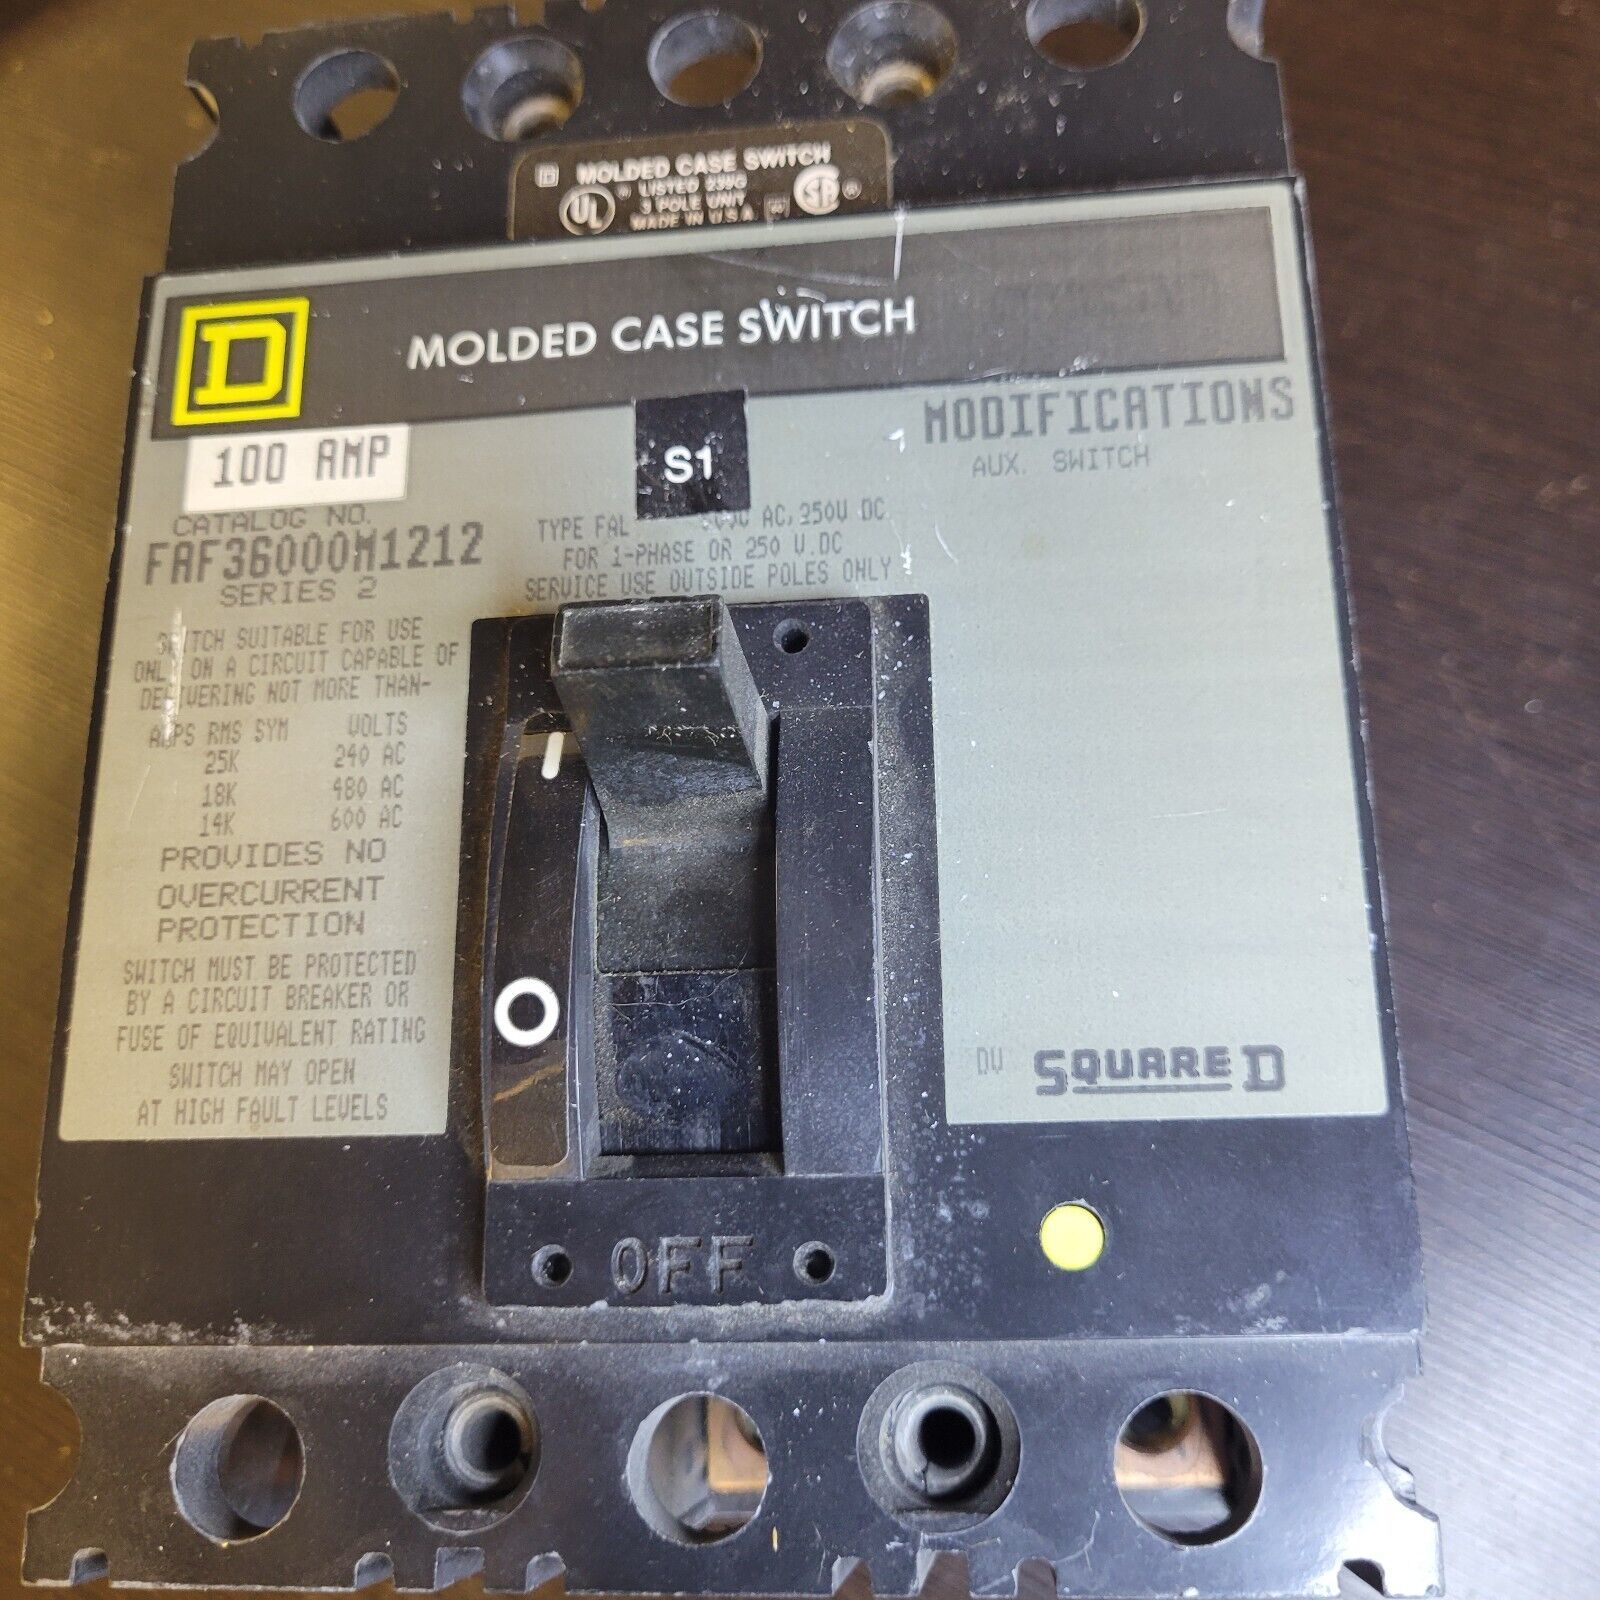 MOLDED CASE SWITCH
UL ® LISTED
3 POLE UNIT
MADE IN U.S.A.
D
MOLDED CASE SWITCH
100 AMP
S1
MODIFICATIONS
AUX. SWITCH
CATALOG NO.
FAF36000M1212
SERIES 2
TYPE FAL AC, 250V DC
FOR 1-PHASE OR 250 V.DC
SERVICE USE OUTSIDE POLES ONLY
SWITCH SUITABLE FOR USE
ONLY ON A CIRCUIT CAPABLE OF
DELIVERING NOT MORE THAN-
AMPS RMS SYM VOLTS
25K 240 AC
18K 480 AC
14K 600 AC
PROVIDES NO
OVERCURRENT
PROTECTION
SWITCH MUST BE PROTECTED
BY A CIRCUIT BREAKER OR
FUSE OF EQUIVALENT RATING
SWITCH MAY OPEN
AT HIGH FAULT LEVELS
I
O
OFF
DV SQUARE D